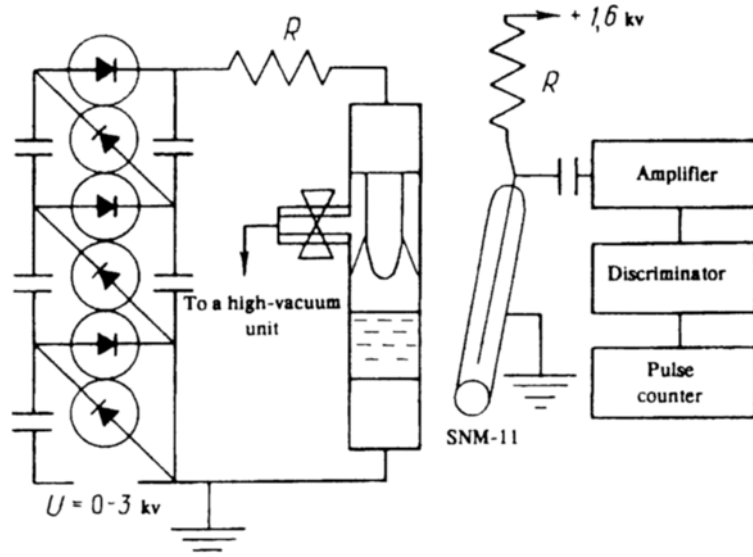 R
+ 1,6 kv
R
Amplifier
To a high-vacuum
unit
Discriminator
Pulse
counter
SNM-11
U = 0-3 kv